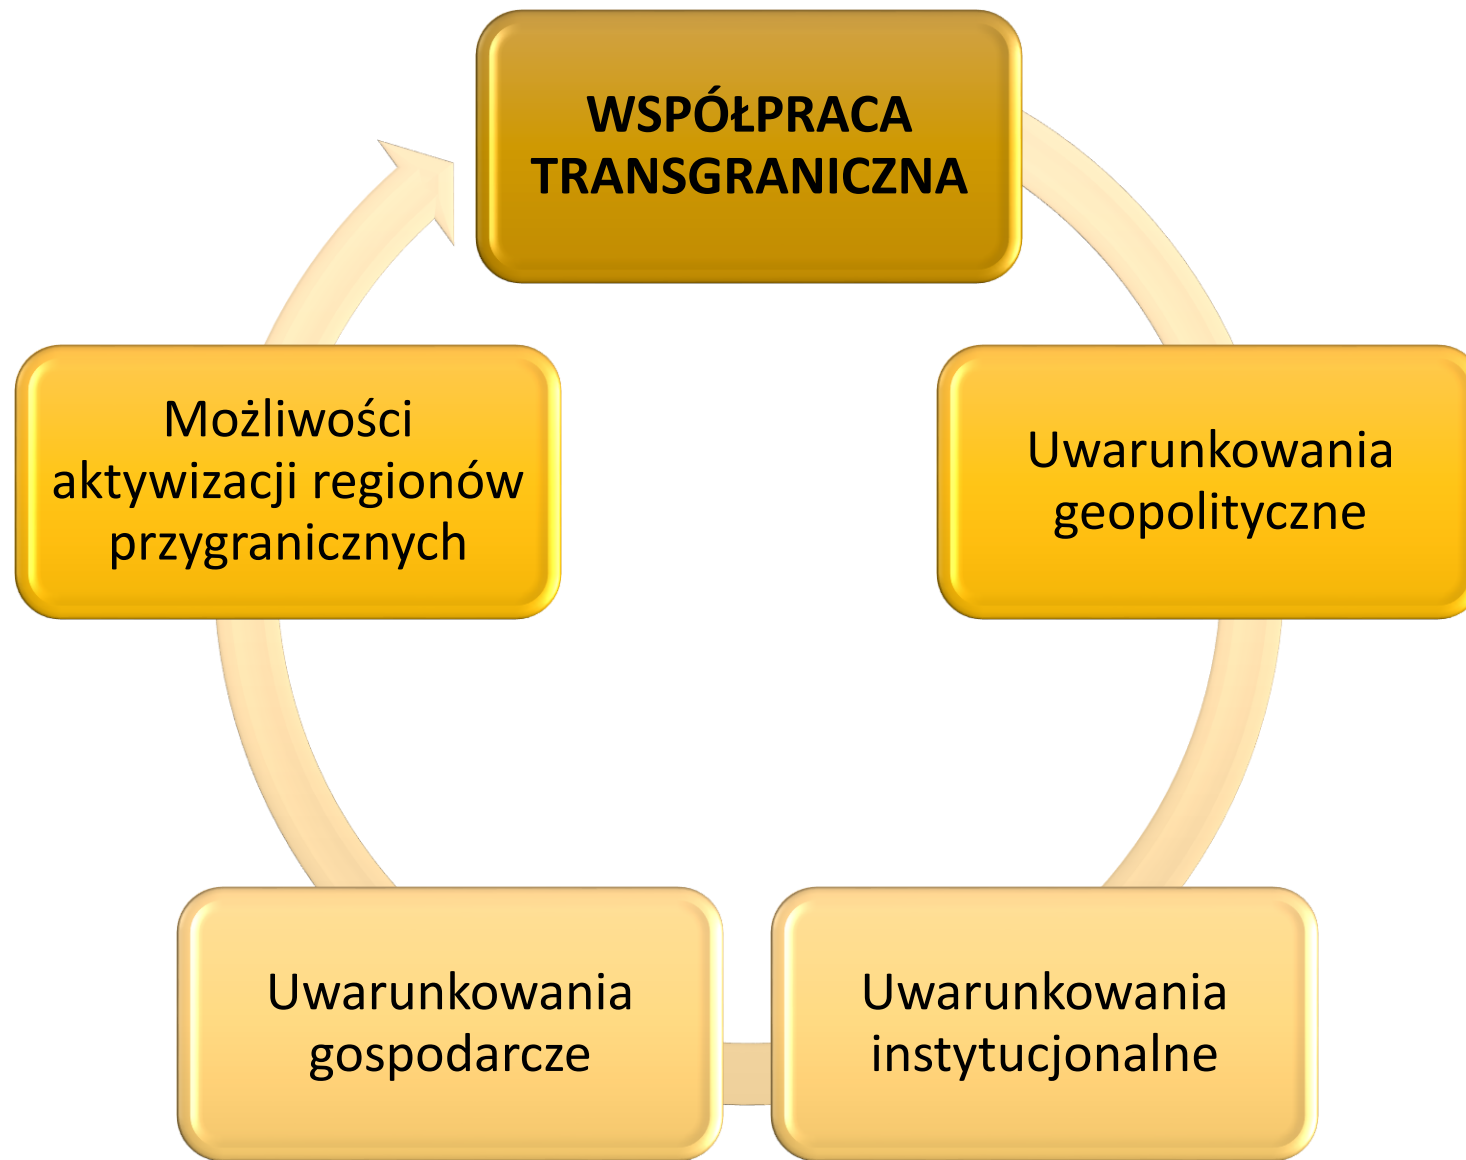 WSPÓŁPRACA
TRANSGRANICZNA
Możliwości
aktywizacji regionów
przygranicznych
Uwarunkowania
geopolityczne
Uwarunkowania
gospodarcze
Uwarunkowania
instytucjonalne